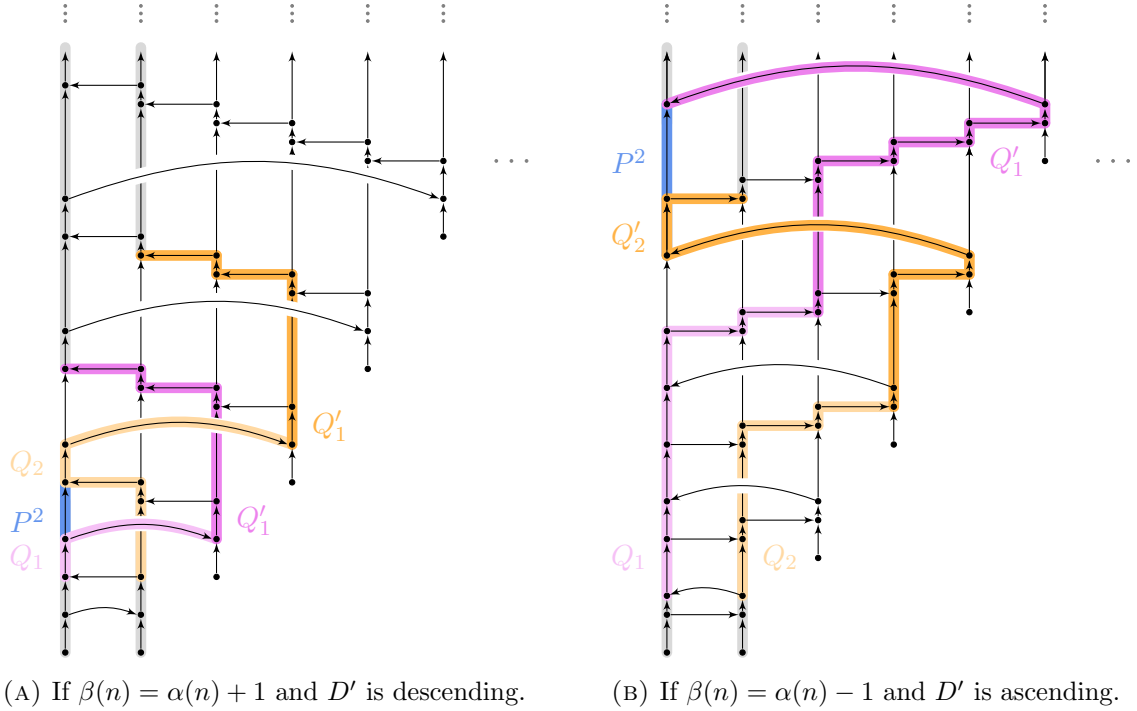 P²
Q'₂
Q'₁
Q'₁
Q₂
P²
Q'₁
Q₁
Q₁
Q₂
(A) If β(n) = α(n) + 1 and D′ is descending.
(B) If β(n) = α(n) − 1 and D′ is ascending.